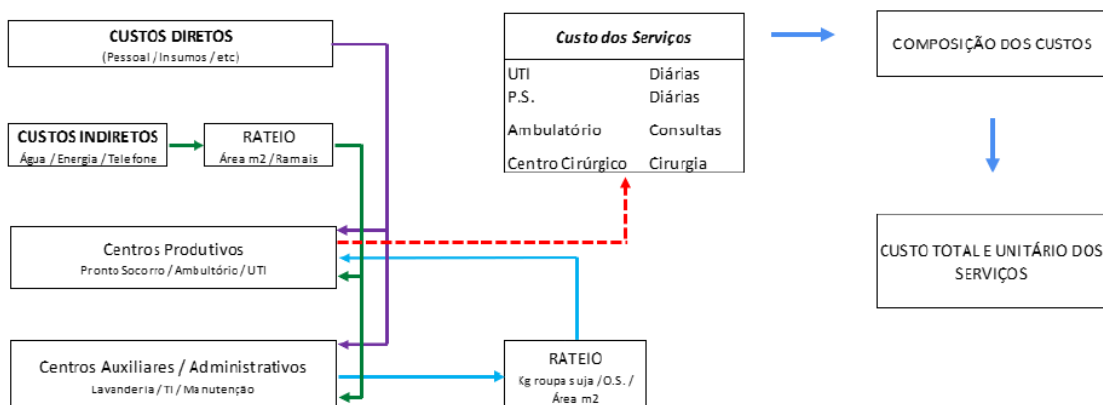 CUSTOS DIRETOS
(Pessoal / Insumos / etc)
CUSTOS INDIRETOS
Água / Energia / Telefone
RATEIO
Área m2 / Ramais
Centros Produtivos
Pronto Socorro / Ambultório / UTI
Centros Auxiliares / Administrativos
Lavanderia / TI / Manutenção
RATEIO
Kg roupa suja / O.S. /
Área m2
Custo dos Serviços
UTI Diárias
P.S. Diárias
Ambulatório Consultas
Centro Cirúrgico Cirurgia
COMPOSIÇÃO DOS CUSTOS
CUSTO TOTAL E UNITÁRIO DOS
SERVIÇOS